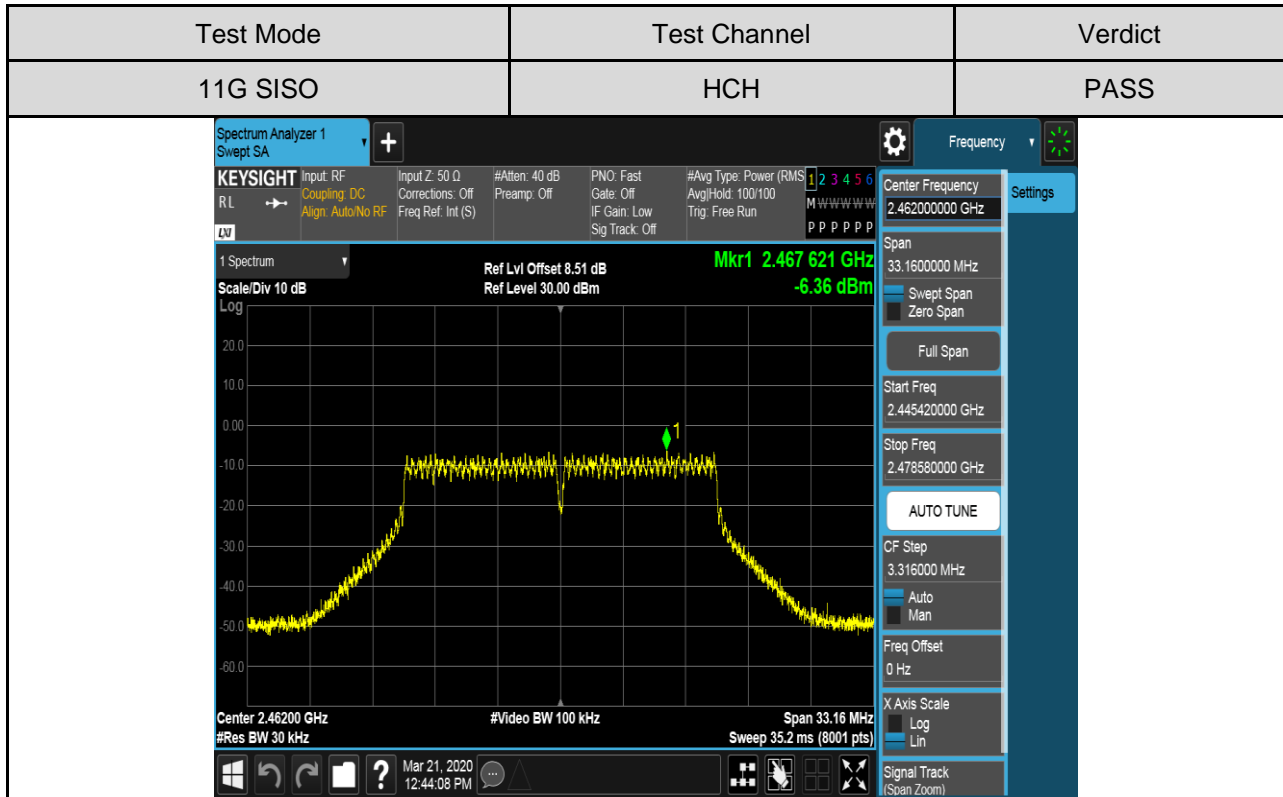 Test Mode Test Channel Verdict
11G SISO HCH PASS
Spectrum Analyzer 1
Swept SA
+
Frequency
KEYSIGHT Input: RF Input Z: 50 Ω #Atten: 40 dB PNO: Fast #Avg Type: Power (RMS 1 2 3 4 5 6
RL Coupling: DC Corrections: Off Preamp: Off Gate: Off Avg|Hold: 100/100 M W W W W W
Align: Auto/No RF Freq Ref: Int (S) IF Gain: Low Trig: Free Run
LXI Sig Track: Off P P P P P P
1 Spectrum
Ref Lvl Offset 8.51 dB Mkr1 2.467 621 GHz
Scale/Div 10 dB Ref Level 30.00 dBm -6.36 dBm
Log
20.0
10.0
0.00
1
-10.0
-20.0
-30.0
-40.0
-50.0
-60.0
Center 2.46200 GHz #Video BW 100 kHz Span 33.16 MHz
#Res BW 30 kHz Sweep 35.2 ms (8001 pts)
? Mar 21, 2020
12:44:08 PM
Center Frequency
2.462000000 GHz
Settings
Span
33.1600000 MHz
Swept Span
Zero Span
Full Span
Start Freq
2.445420000 GHz
Stop Freq
2.478580000 GHz
AUTO TUNE
CF Step
3.316000 MHz
Auto
Man
Freq Offset
0 Hz
X Axis Scale
Log
Lin
Signal Track
(Span Zoom)